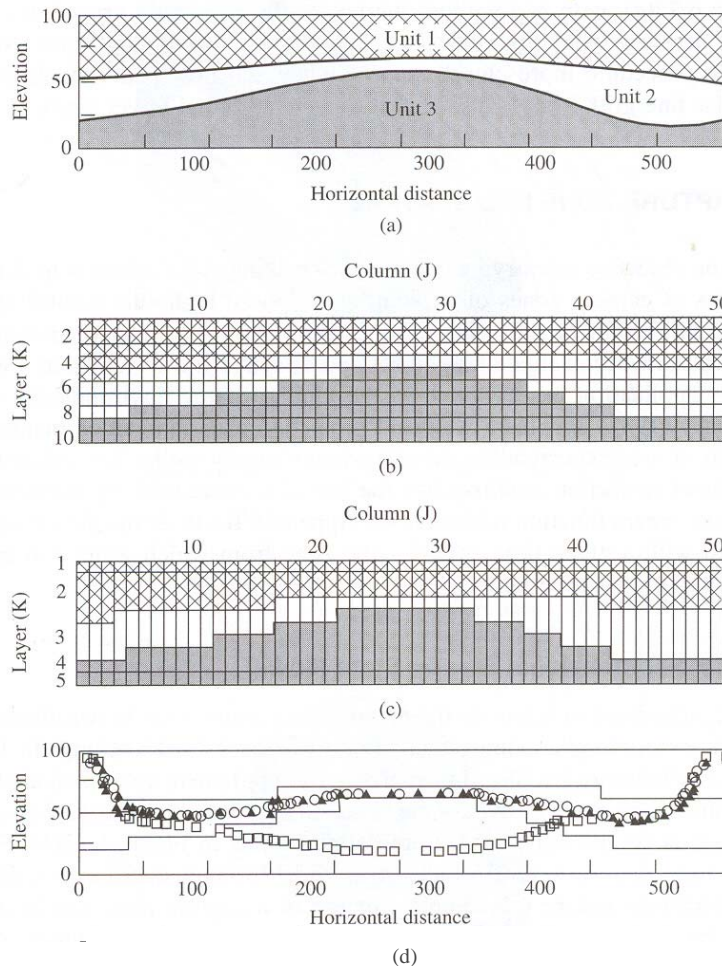 100
Elevation
50
0
Unit 1
Unit 2
Unit 3
0 100 200 300 400 500
Horizontal distance
(a)
Column (J)
10 20 30 40 50
Layer (K)
2
4
6
8
10
(b)
Column (J)
10 20 30 40 50
Layer (K)
1
2
3
4
5
(c)
100
Elevation
50
0
0 100 200 300 400 500
Horizontal distance
(d)